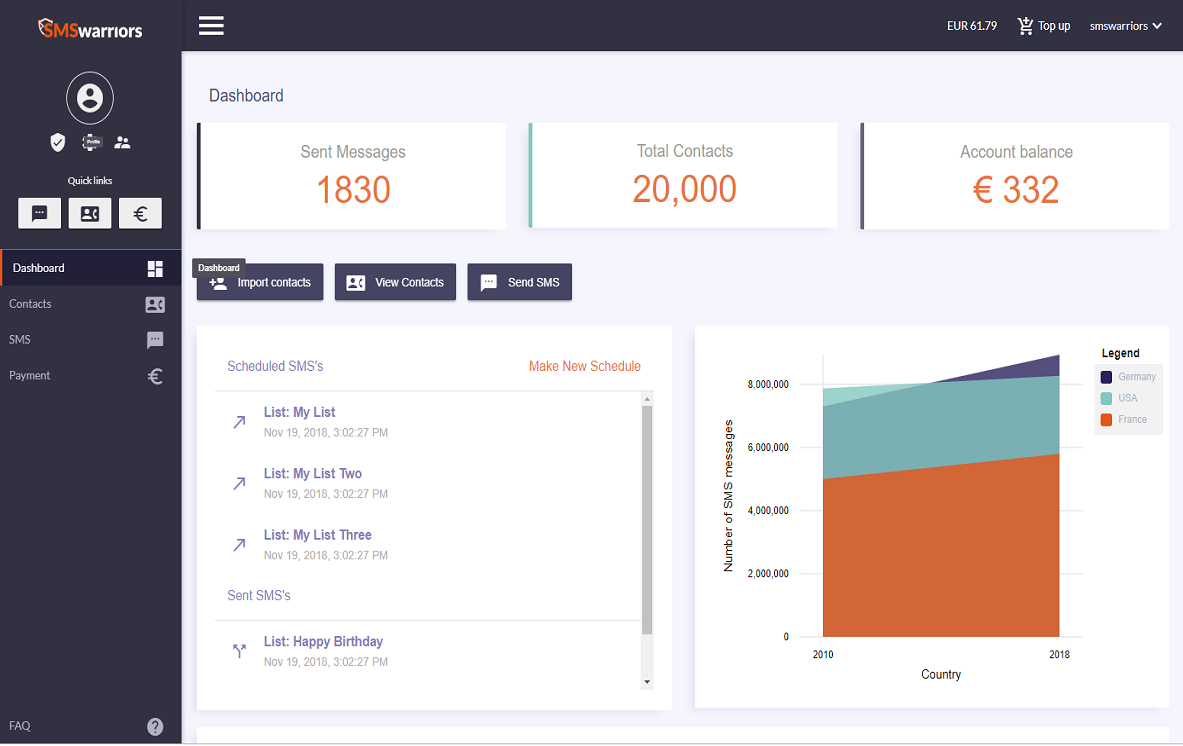 SMSwarriors
EUR 61.79
Top up
smswarriors
Profile
Quick links
Dashboard
Contacts
SMS
Payment
FAQ
Dashboard
Sent Messages
1830
Total Contacts
20,000
Account balance
€ 332
Dashboard
Import contacts
View Contacts
Send SMS
Scheduled SMS's
Make New Schedule
List: My List
Nov 19, 2018, 3:02:27 PM
List: My List Two
Nov 19, 2018, 3:02:27 PM
List: My List Three
Nov 19, 2018, 3:02:27 PM
Sent SMS's
List: Happy Birthday
Nov 19, 2018, 3:02:27 PM
Number of SMS messages
8,000,000
6,000,000
4,000,000
2,000,000
0
2010
2018
Country
Legend
Germany
USA
France